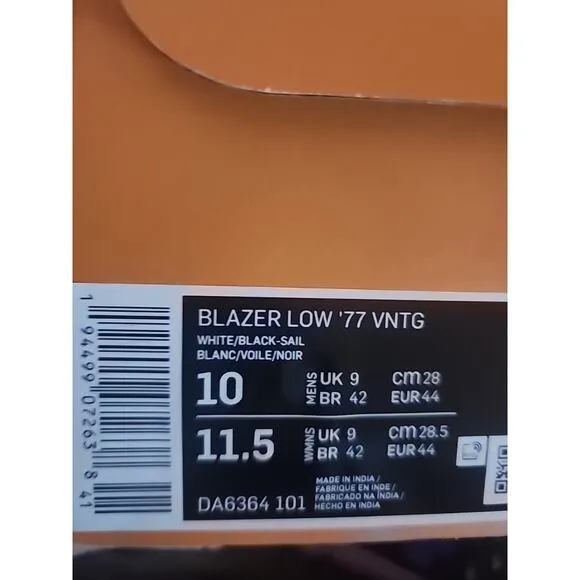 BLAZER LOW '77 VNTG
WHITE/BLACK-SAIL
BLANC/VOILE/NOIR
10 MENS UK 9 CM 28
BR 42 EUR 44
11.5 WMNS UK 9 CM 28.5
BR 42 EUR 44
DA6364 101
MADE IN INDIA /
FABRIQUE EN INDE /
FABRICADO NA ÍNDIA /
HECHO EN INDIA
1 94499 07263 8 41